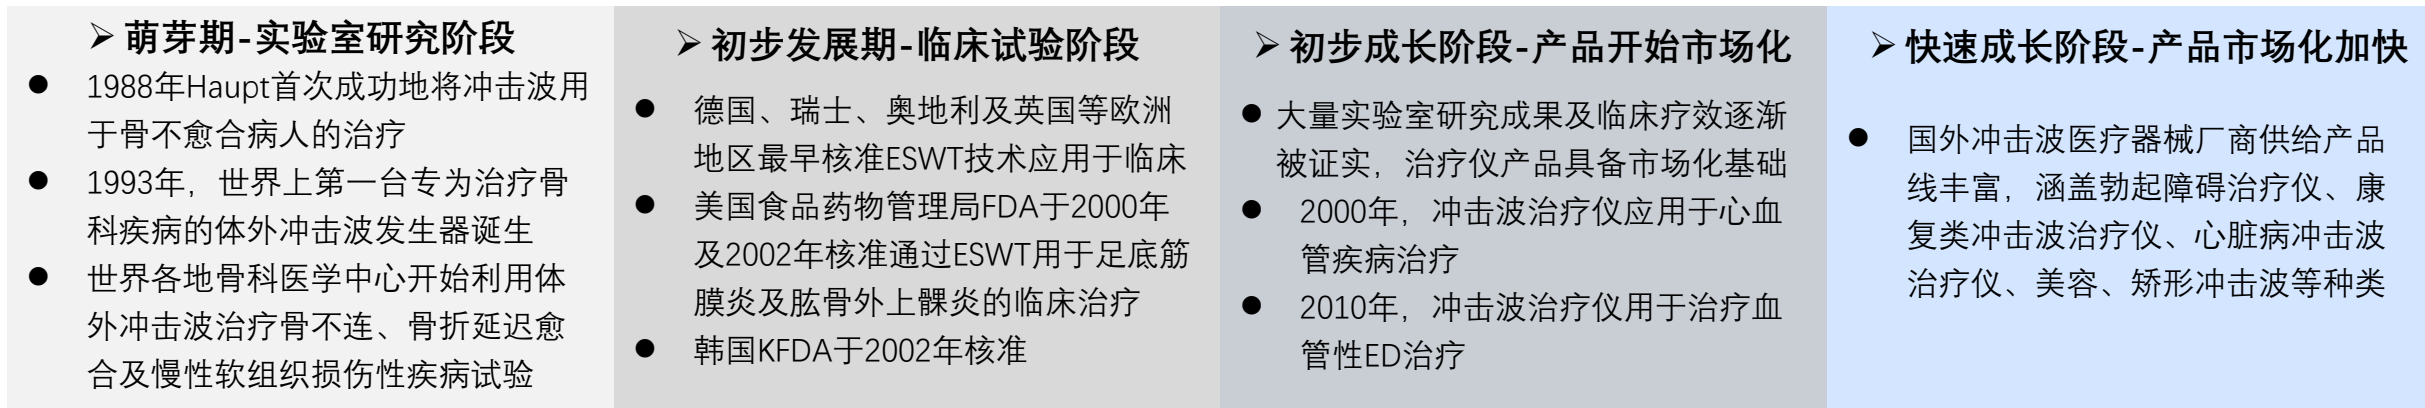 ➢ 萌芽期-实验室研究阶段
● 1988年Haupt首次成功地将冲击波用
于骨不愈合病人的治疗
● 1993年，世界上第一台专为治疗骨
科疾病的体外冲击波发生器诞生
● 世界各地骨科医学中心开始利用体
外冲击波治疗骨不连、骨折延迟愈
合及慢性软组织损伤性疾病试验
➢ 初步发展期-临床试验阶段
● 德国、瑞士、奥地利及英国等欧洲
地区最早核准ESWT技术应用于临床
● 美国食品药物管理局FDA于2000年
及2002年核准通过ESWT用于足底筋
膜炎及肱骨外上髁炎的临床治疗
● 韩国KFDA于2002年核准
➢ 初步成长阶段-产品开始市场化
● 大量实验室研究成果及临床疗效逐渐
被证实，治疗仪产品具备市场化基础
● 2000年，冲击波治疗仪应用于心血
管疾病治疗
● 2010年，冲击波治疗仪用于治疗血
管性ED治疗
➢ 快速成长阶段-产品市场化加快
● 国外冲击波医疗器械厂商供给产品
线丰富，涵盖勃起障碍治疗仪、康
复类冲击波治疗仪、心脏病冲击波
治疗仪、美容、矫形冲击波等种类